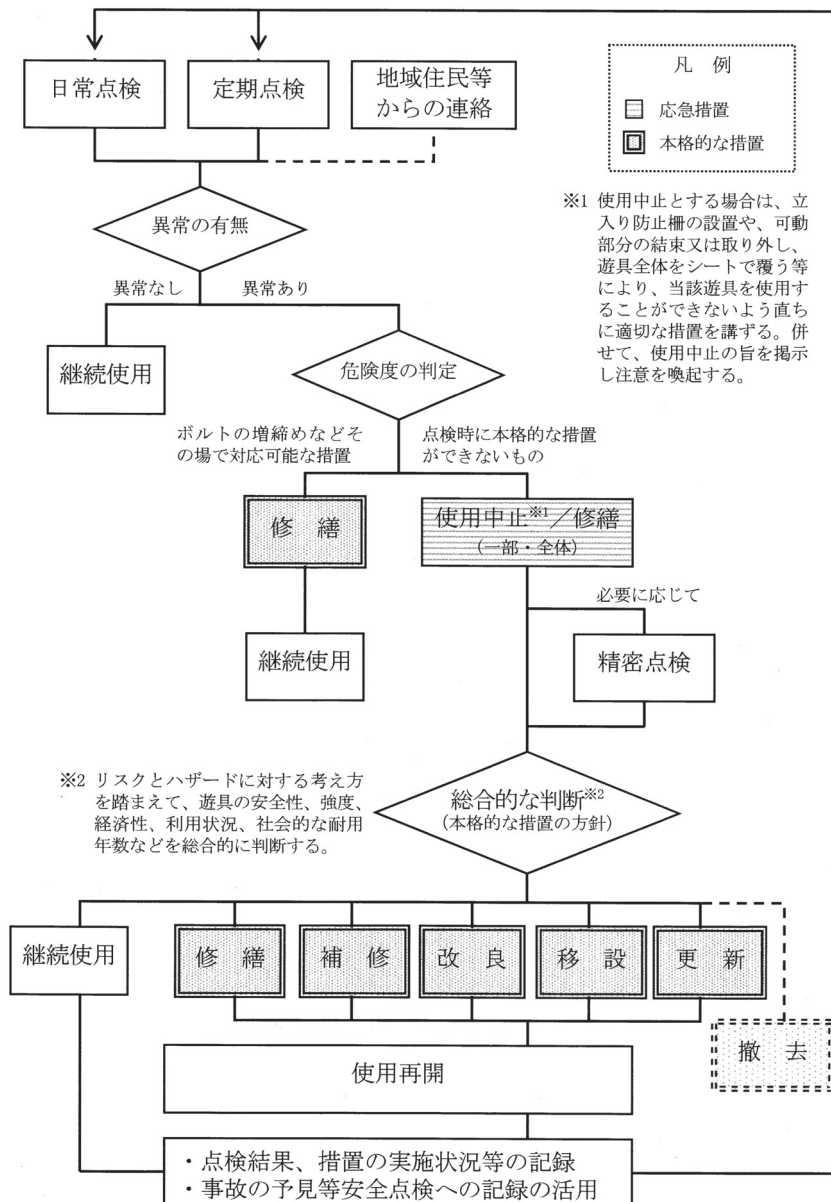 日常点検
定期点検
地域住民等
からの連絡
凡 例
応急措置
本格的な措置
※1 使用中止とする場合は、立
入り防止柵の設置や、可動
部分の結束又は取り外し、
遊具全体をシートで覆う等
により、当該遊具を使用す
ることができないよう直ち
に適切な措置を講ずる。併
せて、使用中止の旨を掲示
し注意を喚起する。
異常の有無
異常なし
異常あり
継続使用
危険度の判定
ボルトの増締めなどそ
の場で対応可能な措置
点検時に本格的な措置
ができないもの
修 繕
使用中止※1／修繕
(一部・全体)
必要に応じて
継続使用
精密点検
※2 リスクとハザードに対する考え方
を踏まえて、遊具の安全性、強度、
経済性、利用状況、社会的な耐用
年数などを総合的に判断する。
総合的な判断※2
(本格的な措置の方針)
継続使用
修 繕
補 修
改 良
移 設
更 新
撤 去
使用再開
・点検結果、措置の実施状況等の記録
・事故の予見等安全点検への記録の活用